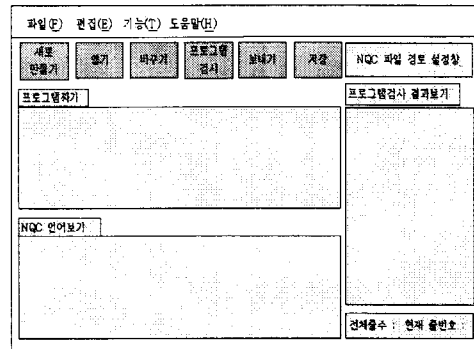 파일(F) 편집(E) 기능(T) 도움말(H)
새로 만들기
열기
바꾸기
프로그램 검사
보내기
저장
NQC 파일 경로 설정창
프로그램짜기
프로그램검사 결과보기
NQC 언어보기
전체줄수 : 현재 줄번호 :